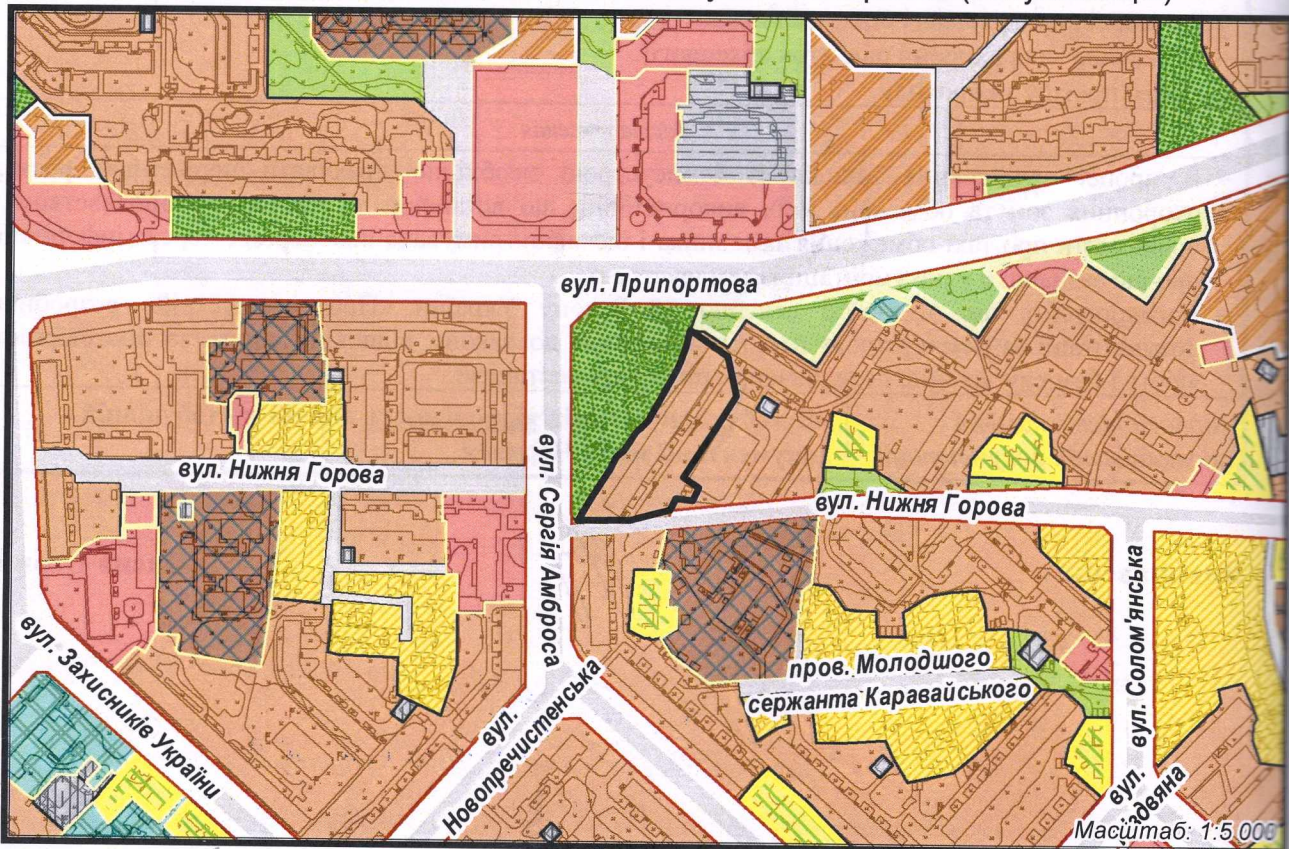 вул. Припортова
вул. Нижня Горова
вул. Сергія Амброса
вул. Нижня Горова
вул. Захисників України
вул.
Новопречистенська
пров. Молодшого
сержанта Каравайського
вул. Солом'янська
вул.
Масштаб: 1:5 000